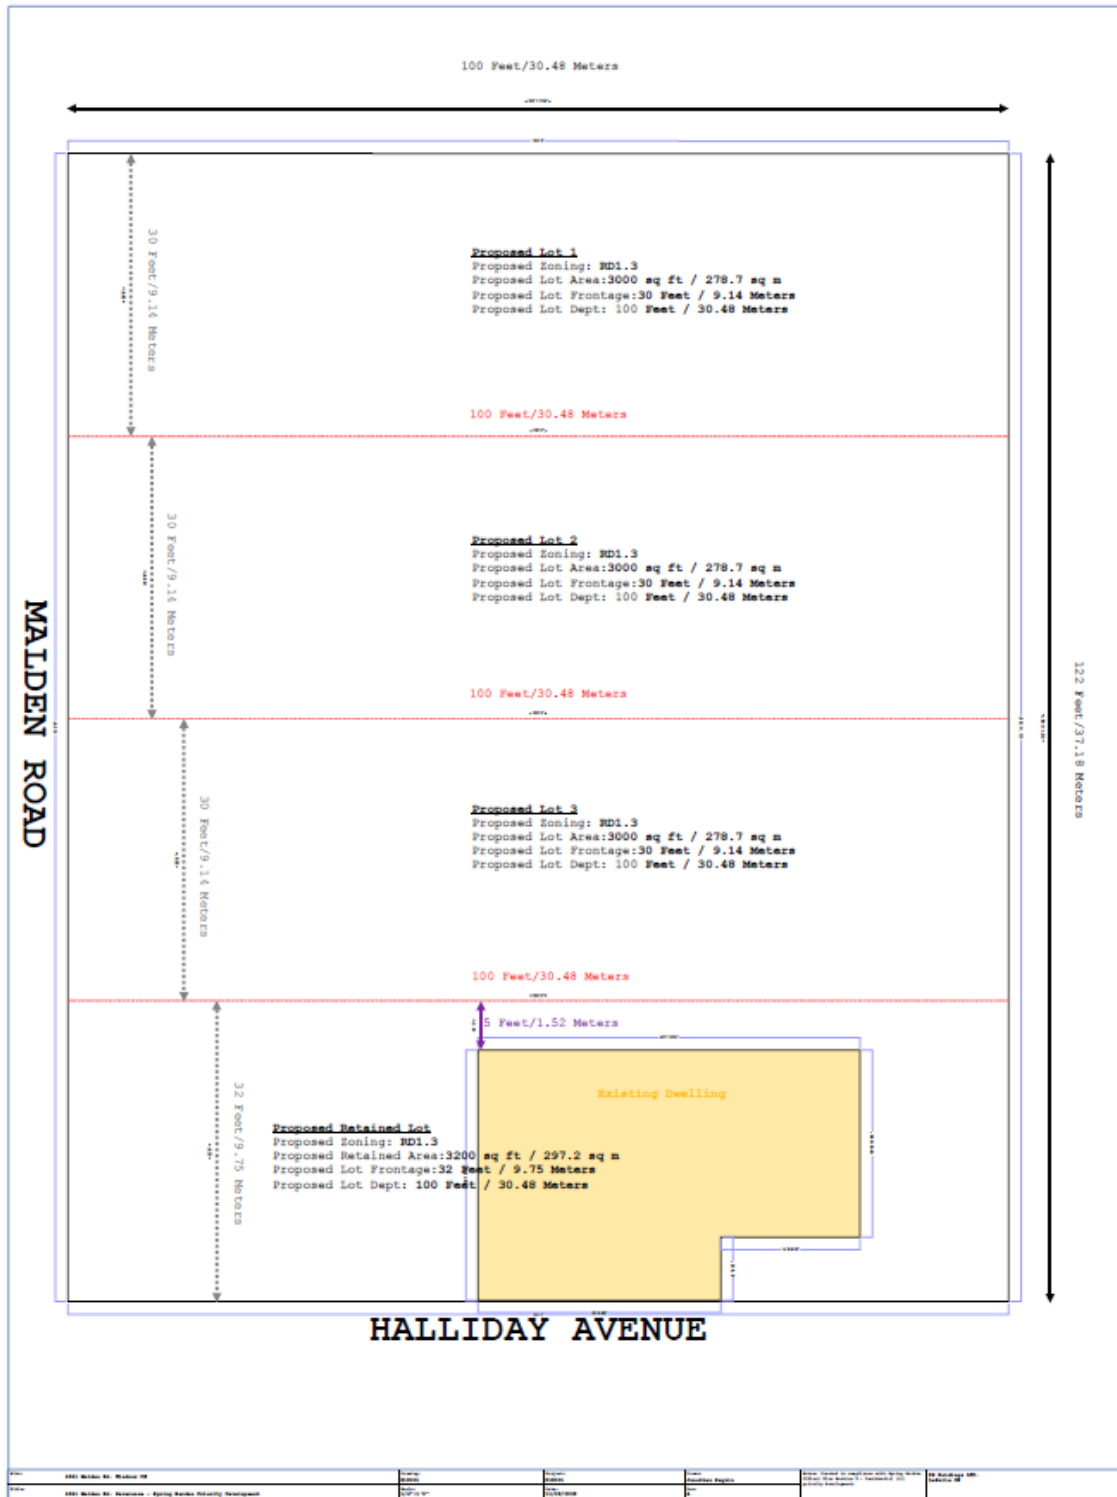 100 Feet/30.48 Meters
30 Feet/9.14 Meters
Proposed Lot 1
Proposed Zoning: RD1.3
Proposed Lot Area:3000 sq ft / 278.7 sq m
Proposed Lot Frontage:30 Feet / 9.14 Meters
Proposed Lot Dept: 100 Feet / 30.48 Meters
100 Feet/30.48 Meters
30 Feet/9.14 Meters
Proposed Lot 2
Proposed Zoning: RD1.3
Proposed Lot Area:3000 sq ft / 278.7 sq m
Proposed Lot Frontage:30 Feet / 9.14 Meters
Proposed Lot Dept: 100 Feet / 30.48 Meters
MALDEN ROAD
122 Feet/37.18 Meters
100 Feet/30.48 Meters
30 Feet/9.14 Meters
Proposed Lot 3
Proposed Zoning: RD1.3
Proposed Lot Area:3000 sq ft / 278.7 sq m
Proposed Lot Frontage:30 Feet / 9.14 Meters
Proposed Lot Dept: 100 Feet / 30.48 Meters
100 Feet/30.48 Meters
5 Feet/1.52 Meters
32 Feet/9.75 Meters
Existing Dwelling
Proposed Retained Lot
Proposed Zoning: RD1.3
Proposed Retained Area:3200 sq ft / 297.2 sq m
Proposed Lot Frontage:32 Feet / 9.75 Meters
Proposed Lot Dept: 100 Feet / 30.48 Meters
HALLIDAY AVENUE